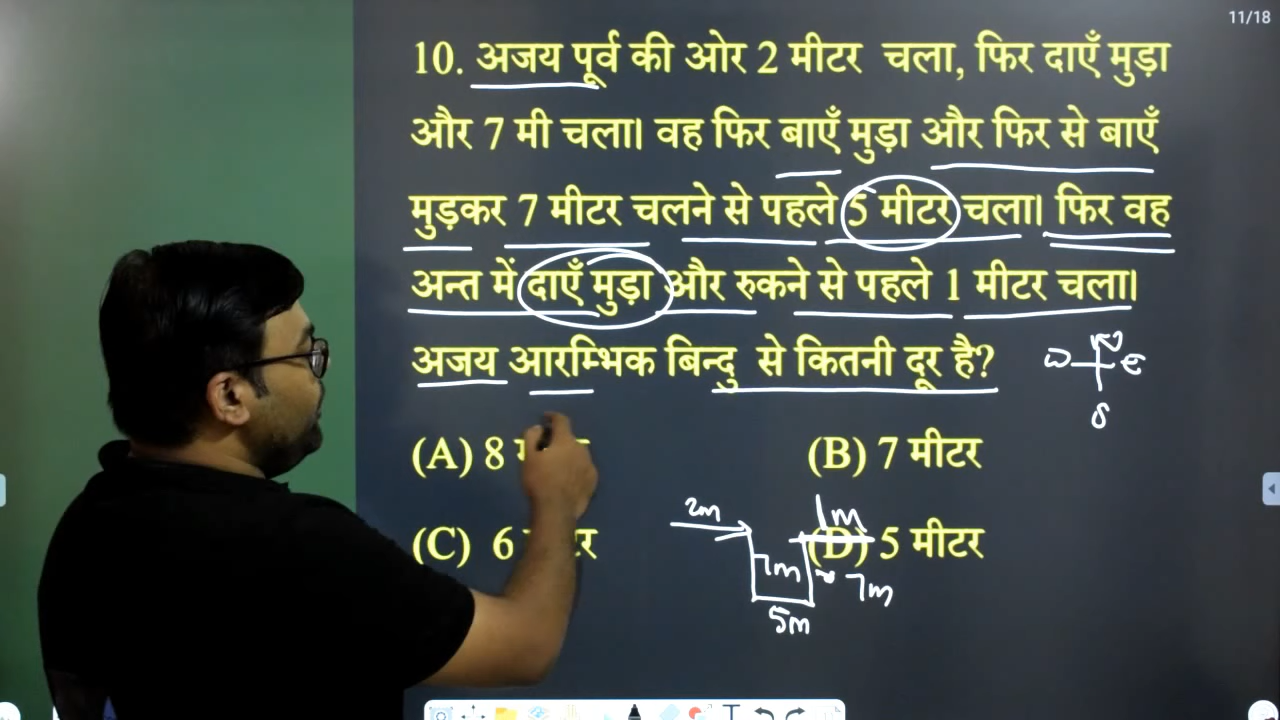 11/18
10. अजय पूर्व की ओर 2 मीटर चला, फिर दाएँ मुड़ा
और 7 मी चला। वह फिर बाएँ मुड़ा और फिर से बाएँ
मुड़कर 7 मीटर चलने से पहले 5 मीटर चला। फिर वह
अन्त में दाएँ मुड़ा और रुकने से पहले 1 मीटर चला।
अजय आरम्भिक बिन्दु से कितनी दूर है?
N
W E
S
(A) 8 (B) 7 मीटर
2m 1m
(C) 6 (D) 5 मीटर
7m 7m
5m